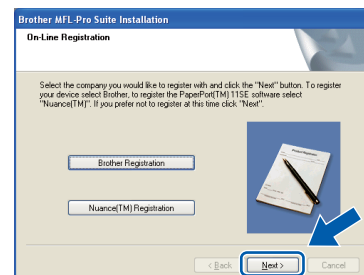 Brother MFL-Pro Suite Installation
On-Line Registration
Select the company you would like to register with and click the "Next" button. To register
your device select Brother, to register the PaperPort(TM) 11SE software select
"Nuance(TM)". If you prefer not to register at this time click "Next".
Brother Registration
Nuance(TM) Registration
< Back Next > Cancel